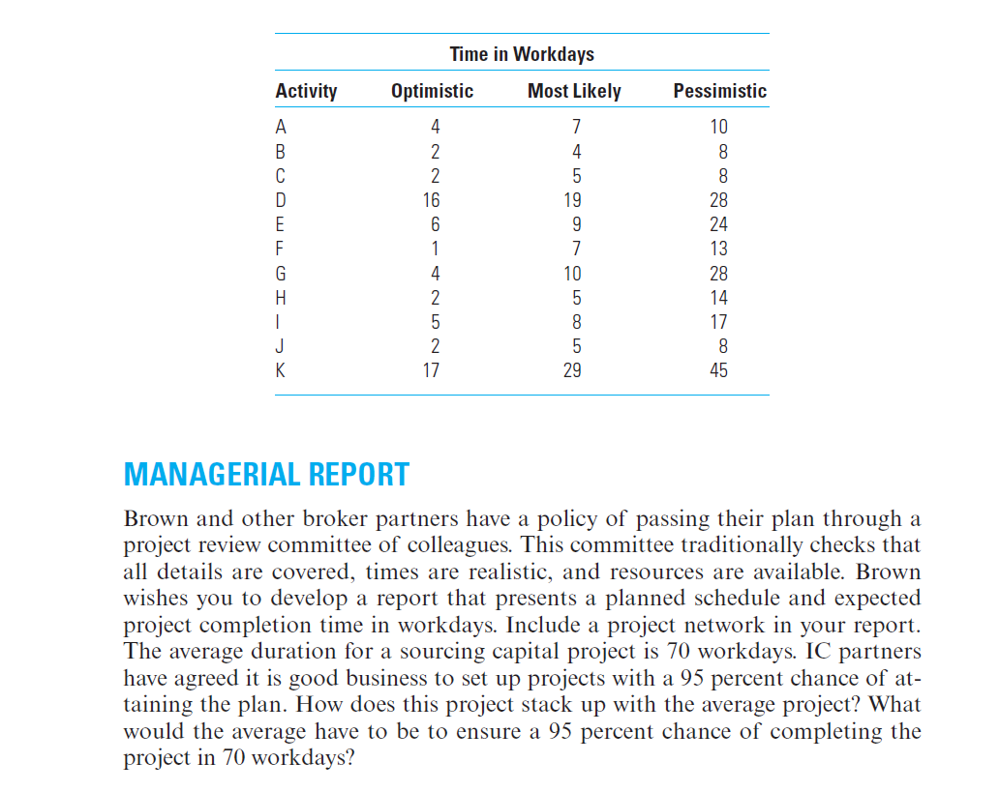 Time in Workdays
Activity Optimistic Most Likely Pessimistic
A 4 7 10
B 2 4 8
C 2 5 8
D 16 19 28
E 6 9 24
F 1 7 13
G 4 10 28
H 2 5 14
I 5 8 17
J 2 5 8
K 17 29 45
MANAGERIAL REPORT
Brown and other broker partners have a policy of passing their plan through a
project review committee of colleagues. This committee traditionally checks that
all details are covered, times are realistic, and resources are available. Brown
wishes you to develop a report that presents a planned schedule and expected
project completion time in workdays. Include a project network in your report.
The average duration for a sourcing capital project is 70 workdays. IC partners
have agreed it is good business to set up projects with a 95 percent chance of at-
taining the plan. How does this project stack up with the average project? What
would the average have to be to ensure a 95 percent chance of completing the
project in 70 workdays?